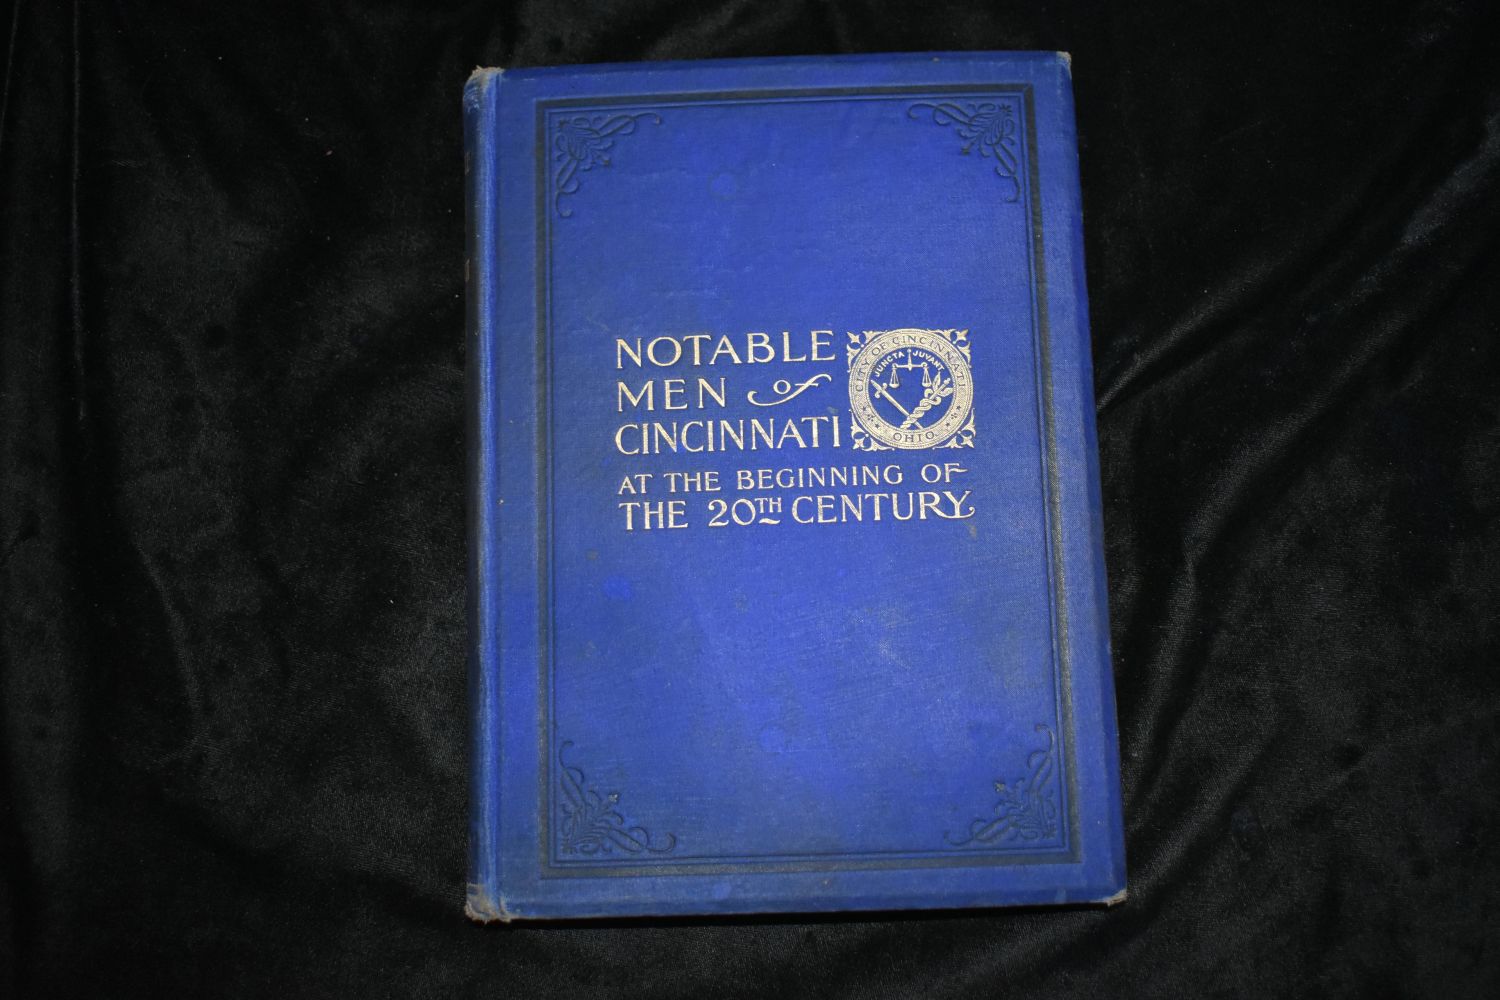 NOTABLE
MEN of
CINCINNATI
AT THE BEGINNING OF
THE 20TH CENTURY
CITY OF CINCINNATI
JUNCTA JUVANT
OHIO